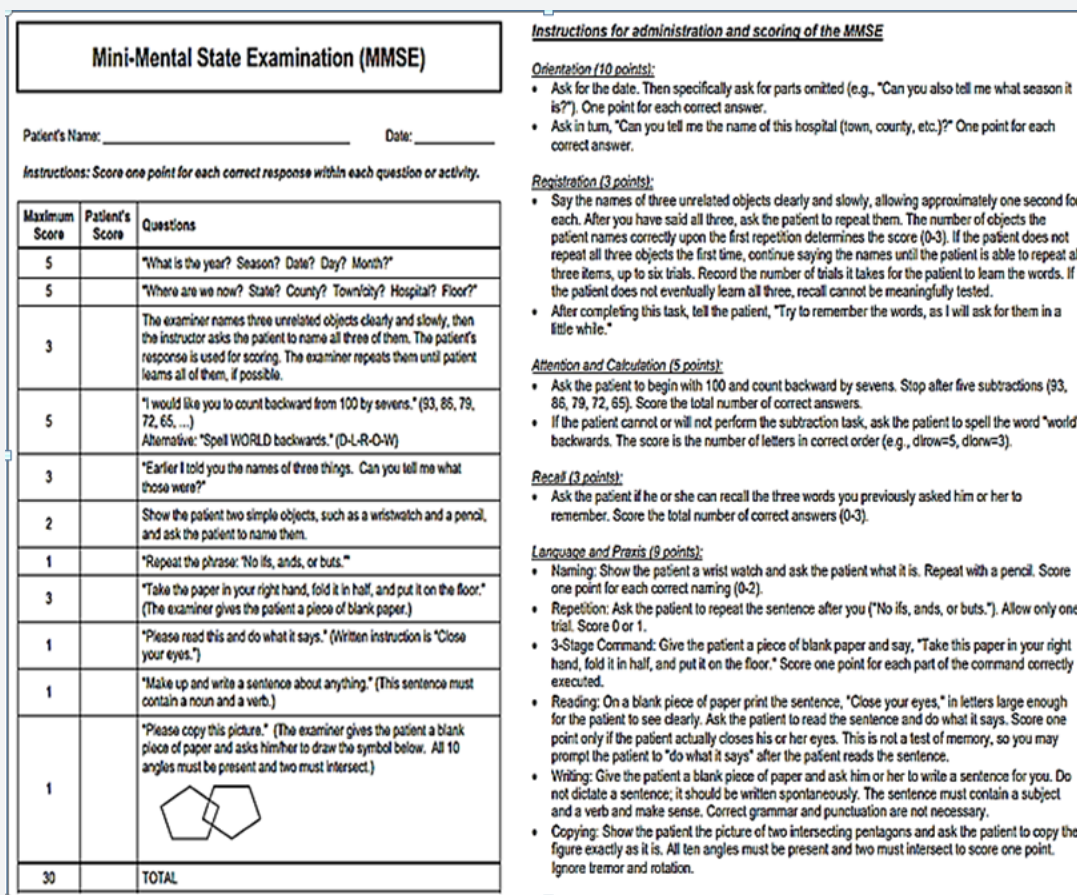 Mini-Mental State Examination (MMSE)
Patient's Name: Date:
Instructions: Score one point for each correct response within each question or activity.
Maximum Score
Patient's Score
Questions
5
"What is the year? Season? Date? Day? Month?"
5
"Where are we now? State? County? Town/city? Hospital? Floor?"
3
The examiner names three unrelated objects clearly and slowly, then
the instructor asks the patient to name all three of them. The patient's
response is used for scoring. The examiner repeats them until patient
learns all of them, if possible.
5
"I would like you to count backward from 100 by sevens." (93, 86, 79,
72, 65, ...)
Alternative: "Spell WORLD backwards." (D-L-R-O-W)
3
"Earlier I told you the names of three things. Can you tell me what
those were?"
2
Show the patient two simple objects, such as a wristwatch and a pencil,
and ask the patient to name them.
1
"Repeat the phrase: 'No ifs, ands, or buts.'"
3
"Take the paper in your right hand, fold it in half, and put it on the floor."
(The examiner gives the patient a piece of blank paper.)
1
"Please read this and do what it says." (Written instruction is "Close
your eyes.")
1
"Make up and write a sentence about anything." (This sentence must
contain a noun and a verb.)
1
"Please copy this picture." (The examiner gives the patient a blank
piece of paper and asks him/her to draw the symbol below. All 10
angles must be present and two must intersect.)
30
TOTAL
Instructions for administration and scoring of the MMSE
Orientation (10 points):
• Ask for the date. Then specifically ask for parts omitted (e.g., "Can you also tell me what season it
is?"). One point for each correct answer.
• Ask in turn, "Can you tell me the name of this hospital (town, county, etc.)?" One point for each
correct answer.
Registration (3 points):
• Say the names of three unrelated objects clearly and slowly, allowing approximately one second for
each. After you have said all three, ask the patient to repeat them. The number of objects the
patient names correctly upon the first repetition determines the score (0-3). If the patient does not
repeat all three objects the first time, continue saying the names until the patient is able to repeat al
three items, up to six trials. Record the number of trials it takes for the patient to learn the words. If
the patient does not eventually learn all three, recall cannot be meaningfully tested.
• After completing this task, tell the patient, "Try to remember the words, as I will ask for them in a
little while."
Attention and Calculation (5 points):
• Ask the patient to begin with 100 and count backward by sevens. Stop after five subtractions (93,
86, 79, 72, 65). Score the total number of correct answers.
• If the patient cannot or will not perform the subtraction task, ask the patient to spell the word "world"
backwards. The score is the number of letters in correct order (e.g., dlrow=5, dlorw=3).
Recall (3 points):
• Ask the patient if he or she can recall the three words you previously asked him or her to
remember. Score the total number of correct answers (0-3).
Language and Praxis (9 points):
• Naming: Show the patient a wrist watch and ask the patient what it is. Repeat with a pencil. Score
one point for each correct naming (0-2).
• Repetition: Ask the patient to repeat the sentence after you ("No ifs, ands, or buts."). Allow only one
trial. Score 0 or 1.
• 3-Stage Command: Give the patient a piece of blank paper and say, "Take this paper in your right
hand, fold it in half, and put it on the floor." Score one point for each part of the command correctly
executed.
• Reading: On a blank piece of paper print the sentence, "Close your eyes," in letters large enough
for the patient to see clearly. Ask the patient to read the sentence and do what it says. Score one
point only if the patient actually closes his or her eyes. This is not a test of memory, so you may
prompt the patient to "do what it says" after the patient reads the sentence.
• Writing: Give the patient a blank piece of paper and ask him or her to write a sentence for you. Do
not dictate a sentence; it should be written spontaneously. The sentence must contain a subject
and a verb and make sense. Correct grammar and punctuation are not necessary.
• Copying: Show the patient the picture of two intersecting pentagons and ask the patient to copy the
figure exactly as it is. All ten angles must be present and two must intersect to score one point.
Ignore tremor and rotation.